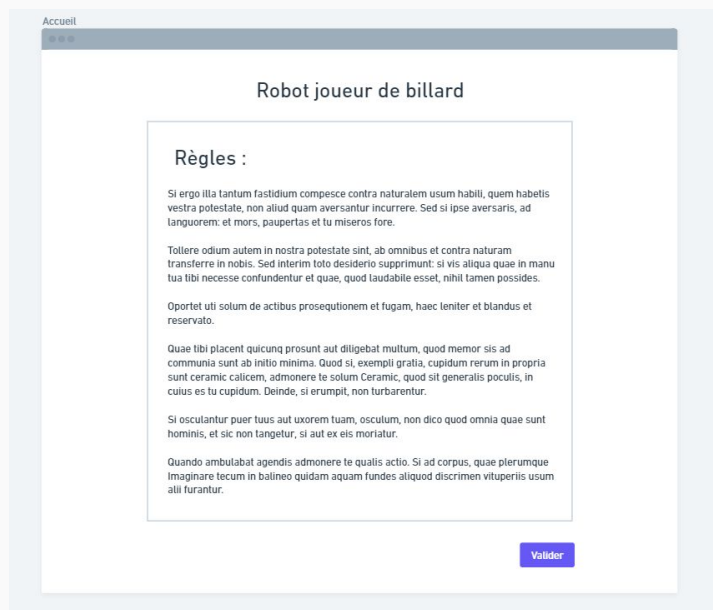 Accueil
Robot joueur de billard
Règles :
Si ergo illa tantum fastidium compesce contra naturalem usum habili, quem habetis
vestra potestate, non aliud quam aversantur incurrere. Sed si ipse aversaris, ad
languorem: et mors, paupertas et tu miseros fore.
Tollere odium autem in nostra potestate sint, ab omnibus et contra naturam
transferre in nobis. Sed interim toto desiderio supprimunt: si vis aliqua quae in manu
tua tibi necesse confundentur et quae, quod laudabile esset, nihil tamen possides.
Oportet uti solum de actibus prosequtionem et fugam, haec leniter et blandus et
reservato.
Quae tibi placent quicunq prosunt aut diligebat multum, quod memor sis ad
communia sunt ab initio minima. Quod si, exempli gratia, cupidum rerum in propria
sunt ceramic calicem, admonere te solum Ceramic, quod sit generalis poculis, in
cuius es tu cupidum. Deinde, si erumpit, non turbarentur.
Si osculantur puer tuus aut uxorem tuam, osculum, non dico quod omnia quae sunt
hominis, et sic non tangetur, si aut ex eis moriatur.
Quando ambulabat agendis admonere te qualis actio. Si ad corpus, quae plerumque
Imaginare tecum in balineo quidam aquam fundes aliquod discrimen vituperiis usum
alii furantur.
Valider